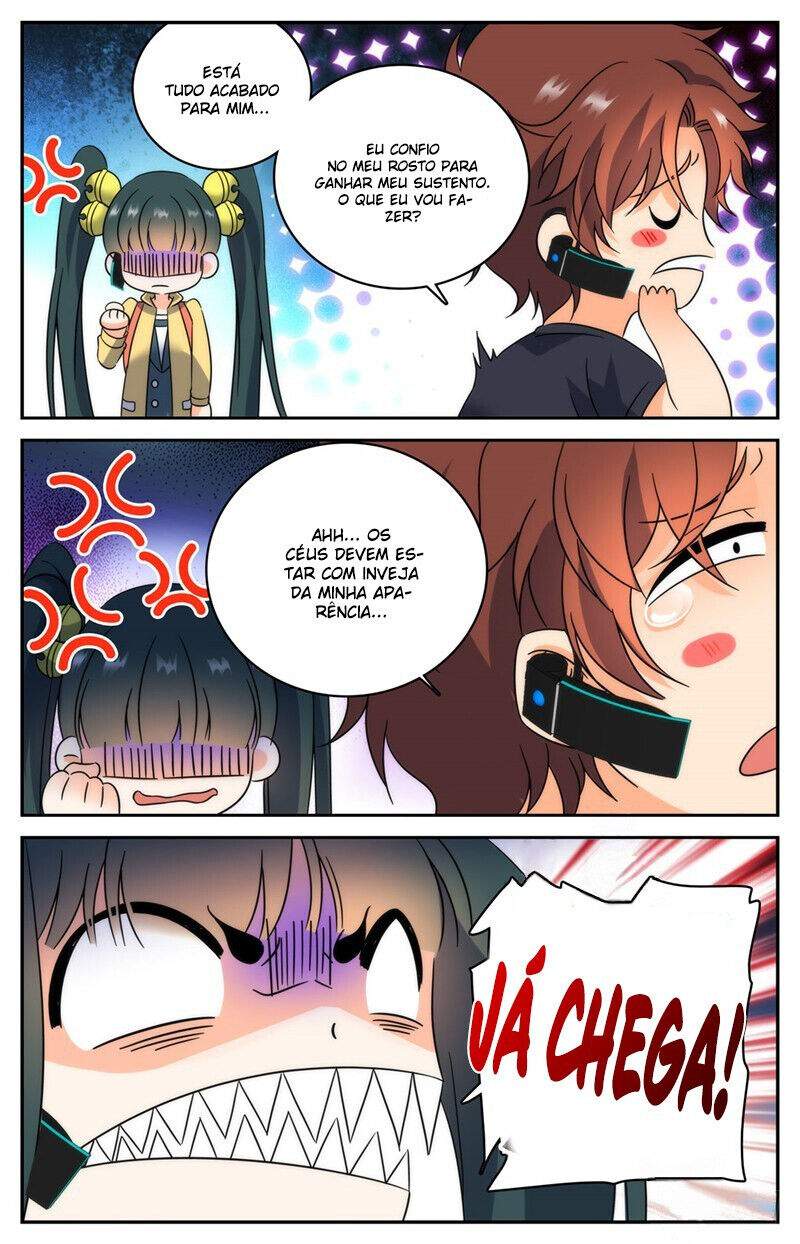 ESTÁ
TUDO ACABADO
PARA MIM...
EU CONFIO
NO MEU ROSTO PARA
GANHAR MEU SUSTENTO.
O QUE EU VOU FA-
ZER?
AHH... OS
CÉUS DEVEM ES-
TAR COM INVEJA
DA MINHA APA-
RÊNCIA...
JÁ CHEGA!